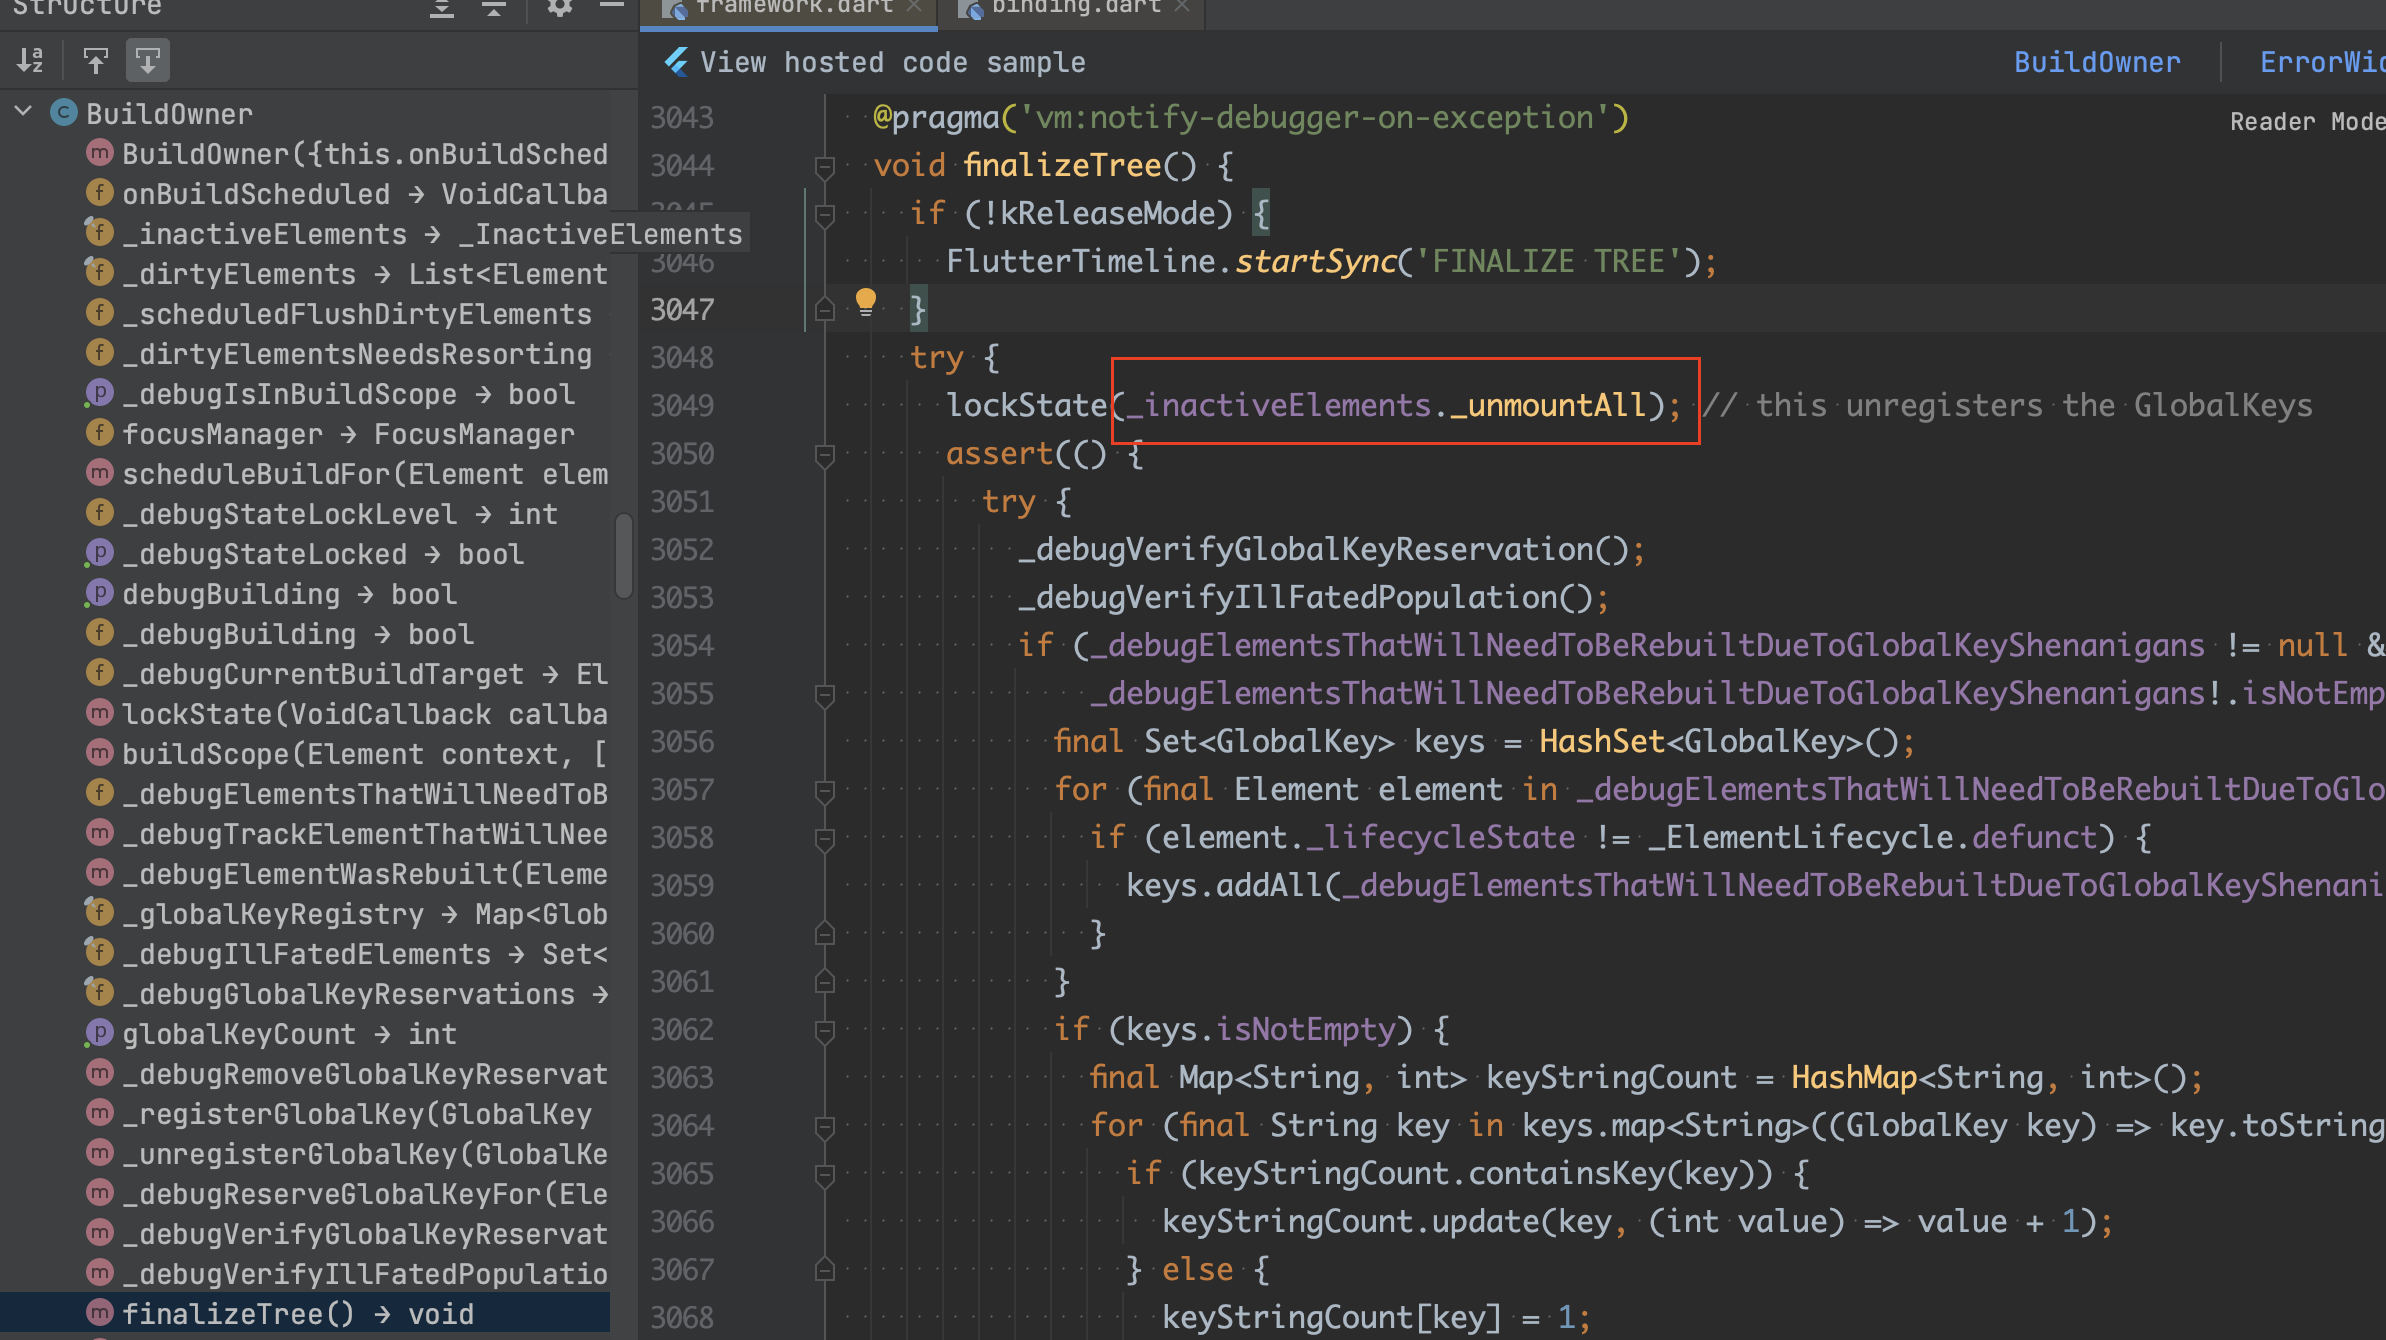 Structure
BuildOwner
BuildOwner({this.onBuildSched
onBuildScheduled → VoidCallba
_inactiveElements → _InactiveElements
_dirtyElements → List<Element
_scheduledFlushDirtyElements
_dirtyElementsNeedsResorting
_debugIsInBuildScope → bool
focusManager → FocusManager
scheduleBuildFor(Element elem
_debugStateLockLevel → int
_debugStateLocked → bool
debugBuilding → bool
_debugBuilding → bool
_debugCurrentBuildTarget → El
lockState(VoidCallback callba
buildScope(Element context, [
_debugElementsThatWillNeedToB
_debugTrackElementThatWillNee
_debugElementWasRebuilt(Eleme
_globalKeyRegistry → Map<Glob
_debugIllFatedElements → Set<
_debugGlobalKeyReservations →
globalKeyCount → int
_debugRemoveGlobalKeyReservat
_registerGlobalKey(GlobalKey
_unregisterGlobalKey(GlobalKe
_debugReserveGlobalKeyFor(Ele
_debugVerifyGlobalKeyReservat
_debugVerifyIllFatedPopulatio
finalizeTree() → void
framework.dart
binding.dart
View hosted code sample
BuildOwner
ErrorWid
Reader Mode
3043 @pragma('vm:notify-debugger-on-exception')
3044 void finalizeTree() {
3045 if (!kReleaseMode) {
3046 FlutterTimeline.startSync('FINALIZE TREE');
3047 }
3048 try {
3049 lockState(_inactiveElements._unmountAll); // this unregisters the GlobalKeys
3050 assert(() {
3051 try {
3052 _debugVerifyGlobalKeyReservation();
3053 _debugVerifyIllFatedPopulation();
3054 if (_debugElementsThatWillNeedToBeRebuiltDueToGlobalKeyShenanigans != null &
3055 _debugElementsThatWillNeedToBeRebuiltDueToGlobalKeyShenanigans!.isNotEmp
3056 final Set<GlobalKey> keys = HashSet<GlobalKey>();
3057 for (final Element element in _debugElementsThatWillNeedToBeRebuiltDueToGlo
3058 if (element._lifecycleState != _ElementLifecycle.defunct) {
3059 keys.addAll(_debugElementsThatWillNeedToBeRebuiltDueToGlobalKeyShenani
3060 }
3061 }
3062 if (keys.isNotEmpty) {
3063 final Map<String, int> keyStringCount = HashMap<String, int>();
3064 for (final String key in keys.map<String>((GlobalKey key) => key.toString
3065 if (keyStringCount.containsKey(key)) {
3066 keyStringCount.update(key, (int value) => value + 1);
3067 } else {
3068 keyStringCount[key] = 1;